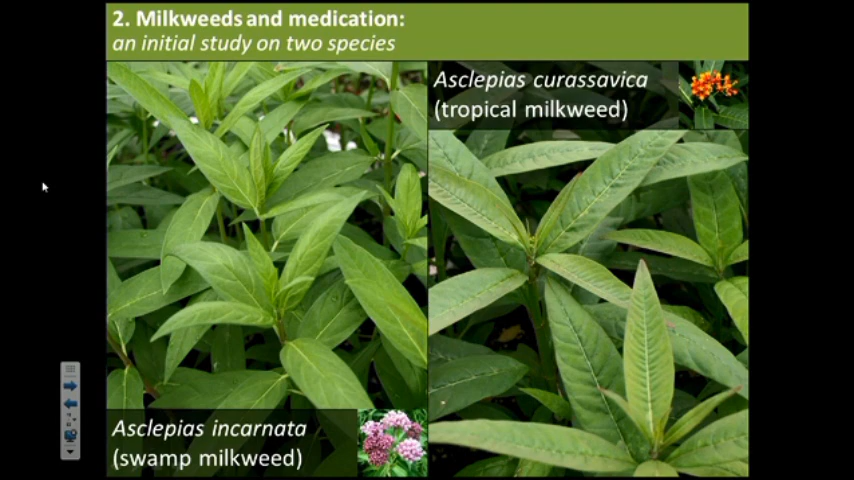 2. Milkweeds and medication:
an initial study on two species
Asclepias curassavica
(tropical milkweed)
Asclepias incarnata
(swamp milkweed)